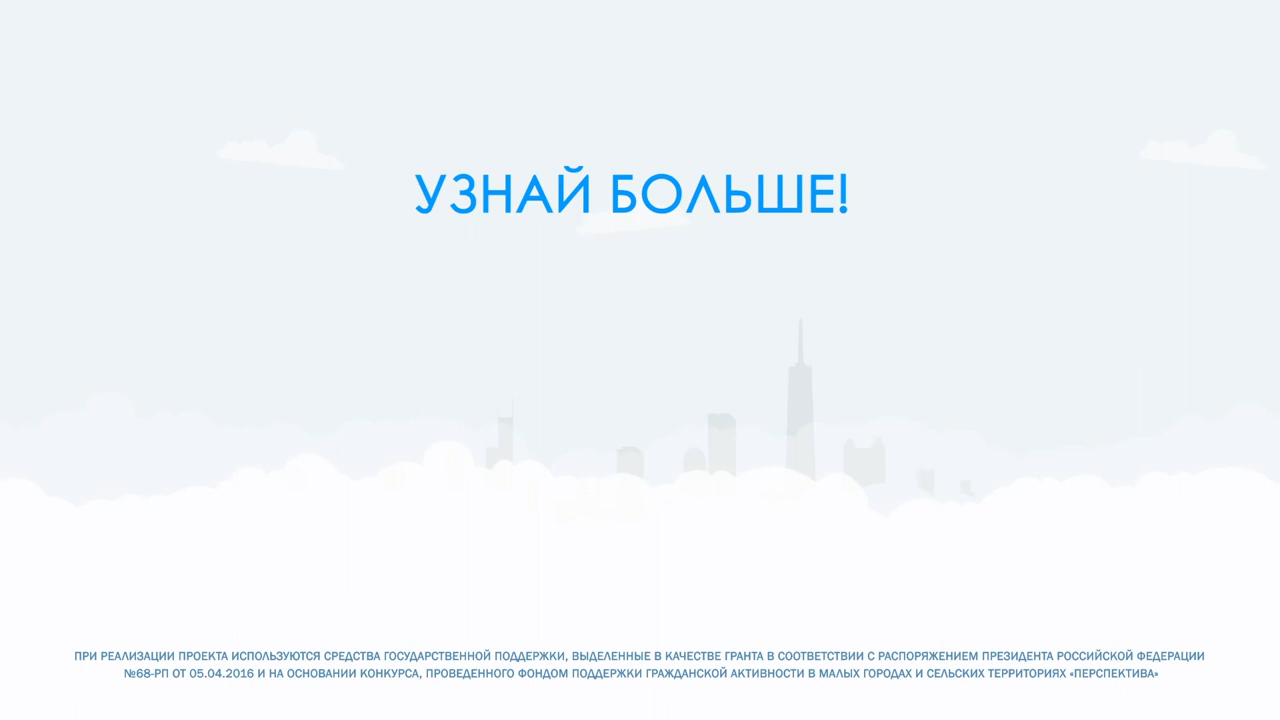 УЗНАЙ БОЛЬШЕ!
ПРИ РЕАЛИЗАЦИИ ПРОЕКТА ИСПОЛЬЗУЮТСЯ СРЕДСТВА ГОСУДАРСТВЕННОЙ ПОДДЕРЖКИ, ВЫДЕЛЕННЫЕ В КАЧЕСТВЕ ГРАНТА В СООТВЕТСТВИИ С РАСПОРЯЖЕНИЕМ ПРЕЗИДЕНТА РОССИЙСКОЙ ФЕДЕРАЦИИ
№68-РП ОТ 05.04.2016 И НА ОСНОВАНИИ КОНКУРСА, ПРОВЕДЕННОГО ФОНДОМ ПОДДЕРЖКИ ГРАЖДАНСКОЙ АКТИВНОСТИ В МАЛЫХ ГОРОДАХ И СЕЛЬСКИХ ТЕРРИТОРИЯХ «ПЕРСПЕКТИВА»